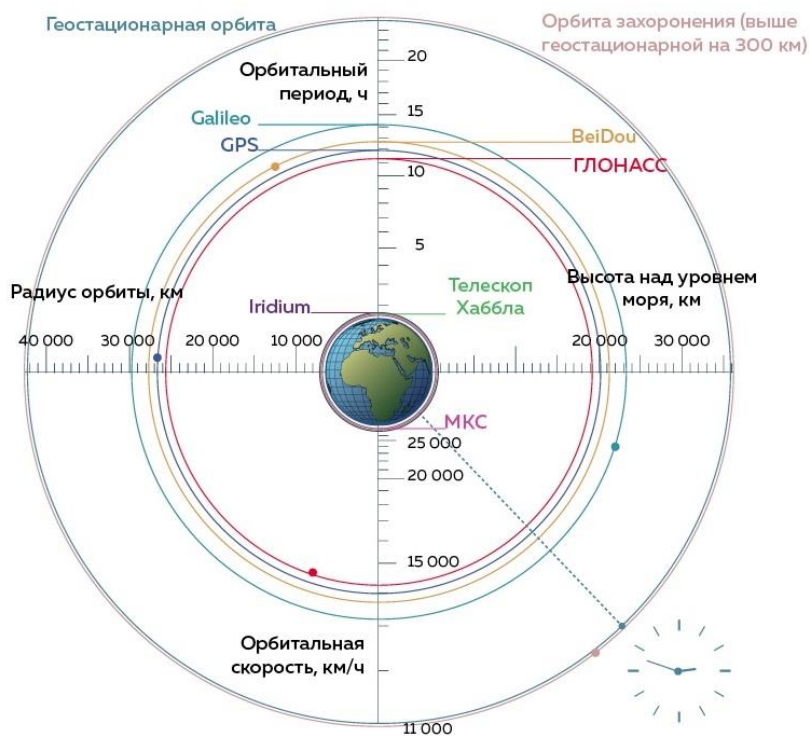 Геостационарная орбита
Орбита захоронения (выше
геостационарной на 300 км)
20
Орбитальный
период, ч
15
Galileo
GPS
BeiDou
ГЛОНАСС
10
5
Радиус орбиты, км
Iridium
Телескоп
Хаббла
Высота над уровнем
моря, км
40 000 30 000 20 000 10 000 20 000 30 000
МКС
25 000
20 000
15 000
Орбитальная
скорость, км/ч
11 000